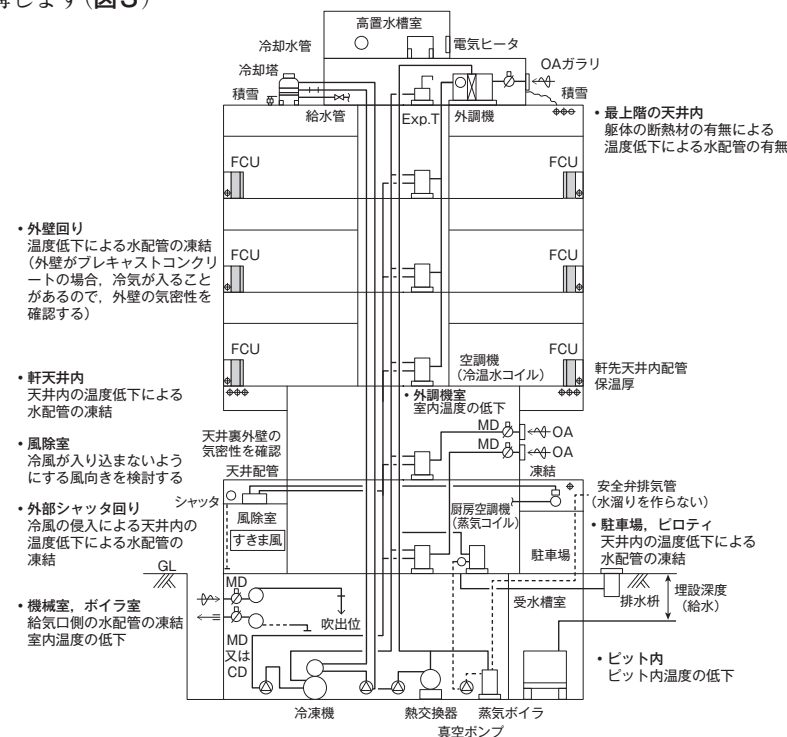 講します(図3)
高置水槽室
冷却水管
電気ヒータ
冷却塔
OAガラリ
積雪
積雪
給水管
Exp.T
外調機
・最上階の天井内
躯体の断熱材の有無による
温度低下による水配管の有無
FCU
FCU
・外壁回り
温度低下による水配管の凍結
(外壁がプレキャストコンクリ
ートの場合,冷気が入ること
があるので,外壁の気密性を
確認する)
FCU
FCU
FCU
FCU
空調機
(冷温水コイル)
軒先天井内配管
保温厚
・軒天井内
天井内の温度低下による
水配管の凍結
・外調機室
室内温度の低下
MD
OA
MD
OA
天井裏外壁の
気密性を確認
天井配管
凍結
・風除室
冷風が入り込まないよう
にする風向きを検討する
シャッタ
風除室
すきま風
厨房空調機
(蒸気コイル)
安全弁排気管
(水溜りを作らない)
・外部シャッタ回り
冷風の侵入による天井内の
温度低下による水配管の
凍結
駐車場
・駐車場,ピロティ
天井内の温度低下による
水配管の凍結
GL
MD
吹出位
受水槽室
排水枡
埋設深度
(給水)
・機械室,ボイラ室
給気口側の水配管の凍結
室内温度の低下
MD
又は
CD
・ピット内
ピット内温度の低下
冷凍機
熱交換器
蒸気ボイラ
真空ポンプ